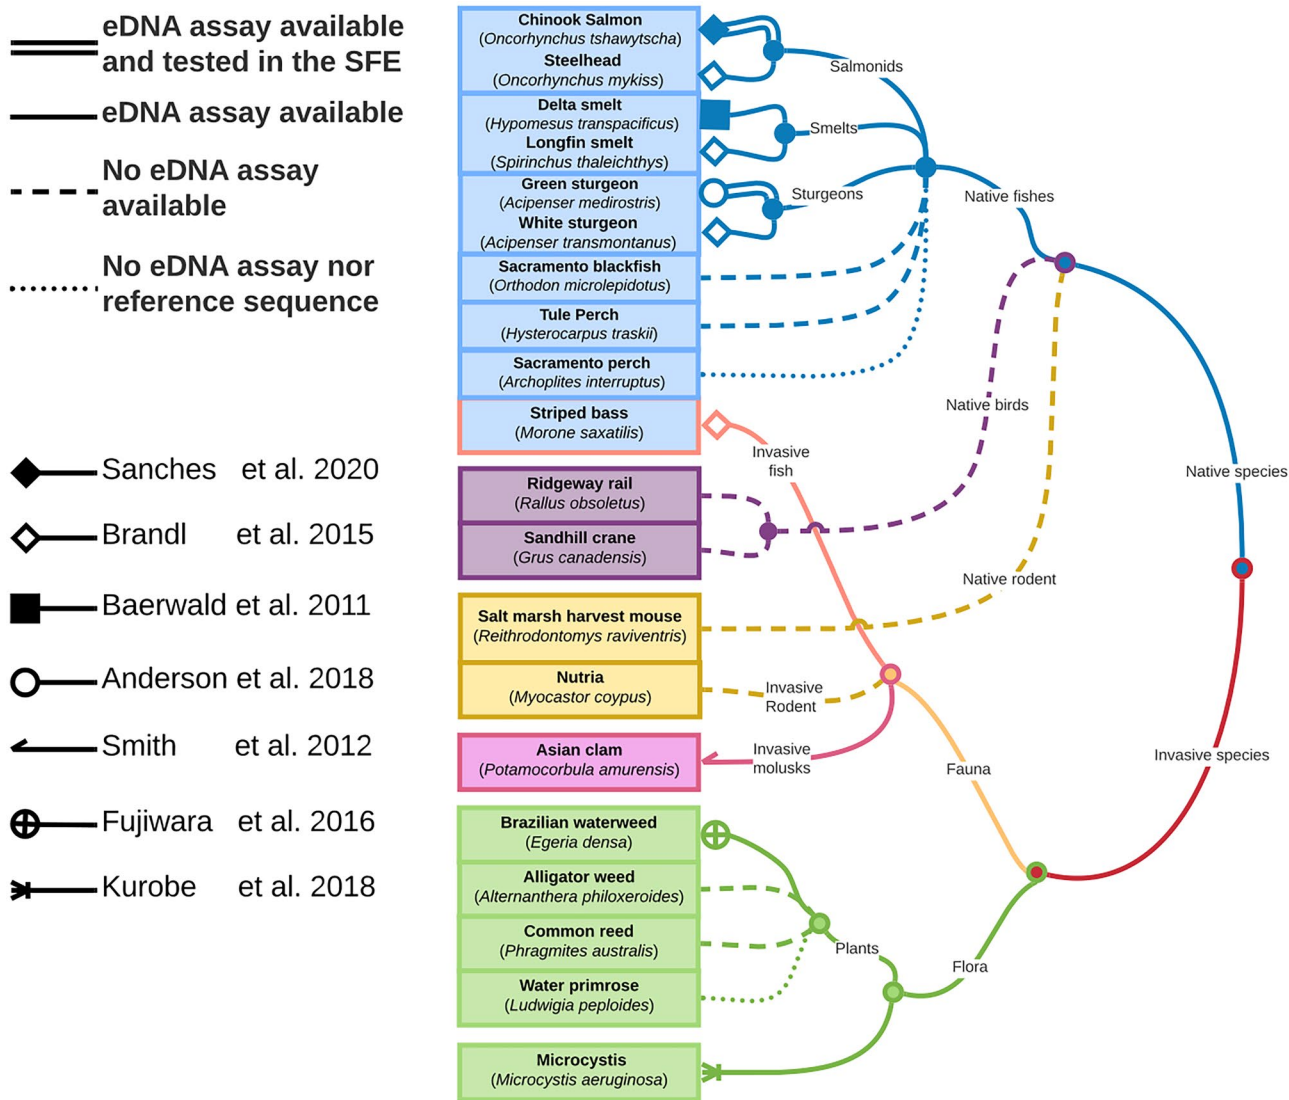 eDNA assay available
and tested in the SFE
eDNA assay available
No eDNA assay
available
No eDNA assay nor
reference sequence
Sanches et al. 2020
Brandl et al. 2015
Baerwald et al. 2011
Anderson et al. 2018
Smith et al. 2012
Fujiwara et al. 2016
Kurobe et al. 2018
Chinook Salmon
(Oncorhynchus tshawytscha)
Steelhead
(Oncorhynchus mykiss)
Delta smelt
(Hypomesus transpacificus)
Longfin smelt
(Spirinchus thaleichthys)
Green sturgeon
(Acipenser medirostris)
White sturgeon
(Acipenser transmontanus)
Sacramento blackfish
(Orthodon microlepidotus)
Tule Perch
(Hysterocarpus traskii)
Sacramento perch
(Archoplites interruptus)
Striped bass
(Morone saxatilis)
Ridgeway rail
(Rallus obsoletus)
Sandhill crane
(Grus canadensis)
Salt marsh harvest mouse
(Reithrodontomys raviventris)
Nutria
(Myocastor coypus)
Asian clam
(Potamocorbula amurensis)
Brazilian waterweed
(Egeria densa)
Alligator weed
(Alternanthera philoxeroides)
Common reed
(Phragmites australis)
Water primrose
(Ludwigia peploides)
Microcystis
(Microcystis aeruginosa)
Salmonids
Smelts
Sturgeons
Native fishes
Native birds
Invasive
fish
Native species
Native rodent
Invasive
Rodent
Invasive
molusks
Fauna
Invasive species
Plants
Flora